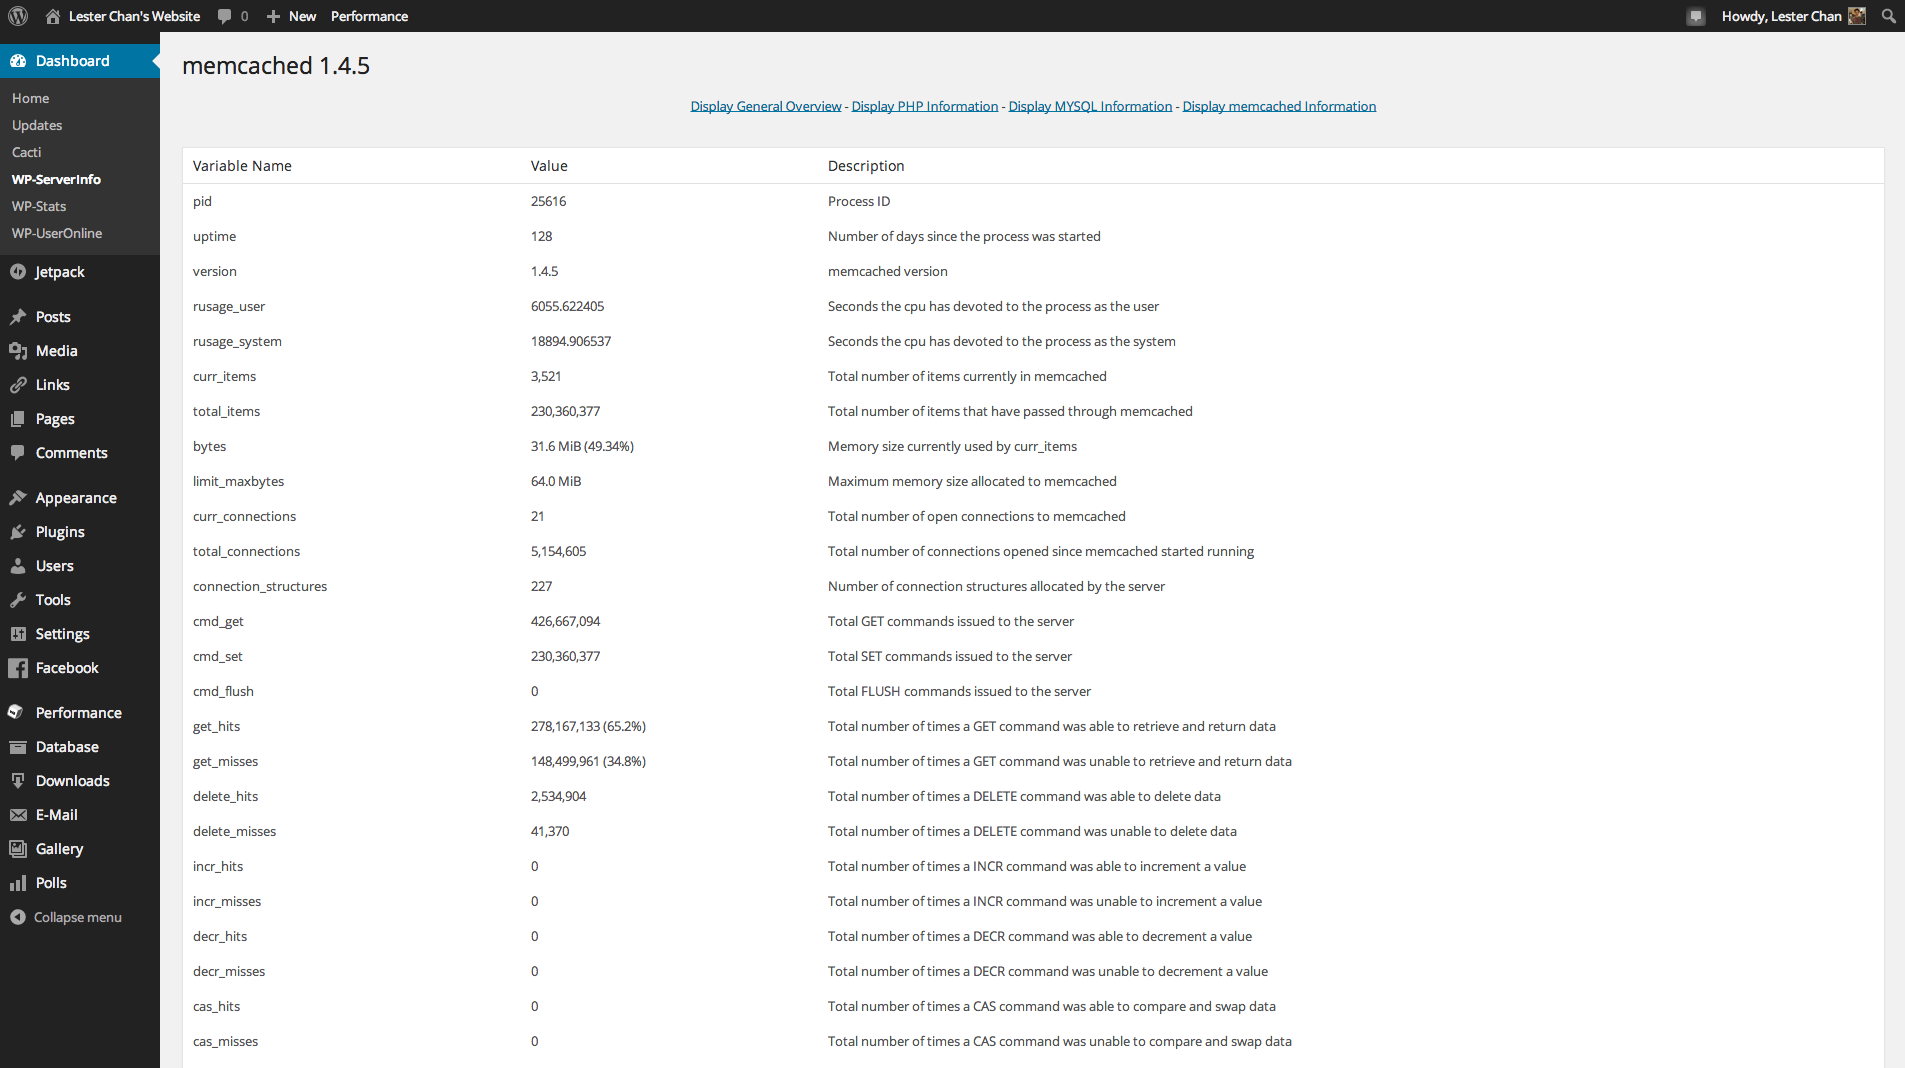 Lester Chan's Website 0 New Performance Howdy, Lester Chan
Dashboard
Home
Updates
Cacti
WP-ServerInfo
WP-Stats
WP-UserOnline
Jetpack
Posts
Media
Links
Pages
Comments
Appearance
Plugins
Users
Tools
Settings
Facebook
Performance
Database
Downloads
E-Mail
Gallery
Polls
Collapse menu
memcached 1.4.5
Display General Overview - Display PHP Information - Display MYSQL Information - Display memcached Information
Variable Name Value Description
pid 25616 Process ID
uptime 128 Number of days since the process was started
version 1.4.5 memcached version
rusage_user 6055.622405 Seconds the cpu has devoted to the process as the user
rusage_system 18894.906537 Seconds the cpu has devoted to the process as the system
curr_items 3,521 Total number of items currently in memcached
total_items 230,360,377 Total number of items that have passed through memcached
bytes 31.6 MiB (49.34%) Memory size currently used by curr_items
limit_maxbytes 64.0 MiB Maximum memory size allocated to memcached
curr_connections 21 Total number of open connections to memcached
total_connections 5,154,605 Total number of connections opened since memcached started running
connection_structures 227 Number of connection structures allocated by the server
cmd_get 426,667,094 Total GET commands issued to the server
cmd_set 230,360,377 Total SET commands issued to the server
cmd_flush 0 Total FLUSH commands issued to the server
get_hits 278,167,133 (65.2%) Total number of times a GET command was able to retrieve and return data
get_misses 148,499,961 (34.8%) Total number of times a GET command was unable to retrieve and return data
delete_hits 2,534,904 Total number of times a DELETE command was able to delete data
delete_misses 41,370 Total number of times a DELETE command was unable to delete data
incr_hits 0 Total number of times a INCR command was able to increment a value
incr_misses 0 Total number of times a INCR command was unable to increment a value
decr_hits 0 Total number of times a DECR command was able to decrement a value
decr_misses 0 Total number of times a DECR command was unable to decrement a value
cas_hits 0 Total number of times a CAS command was able to compare and swap data
cas_misses 0 Total number of times a CAS command was unable to compare and swap data